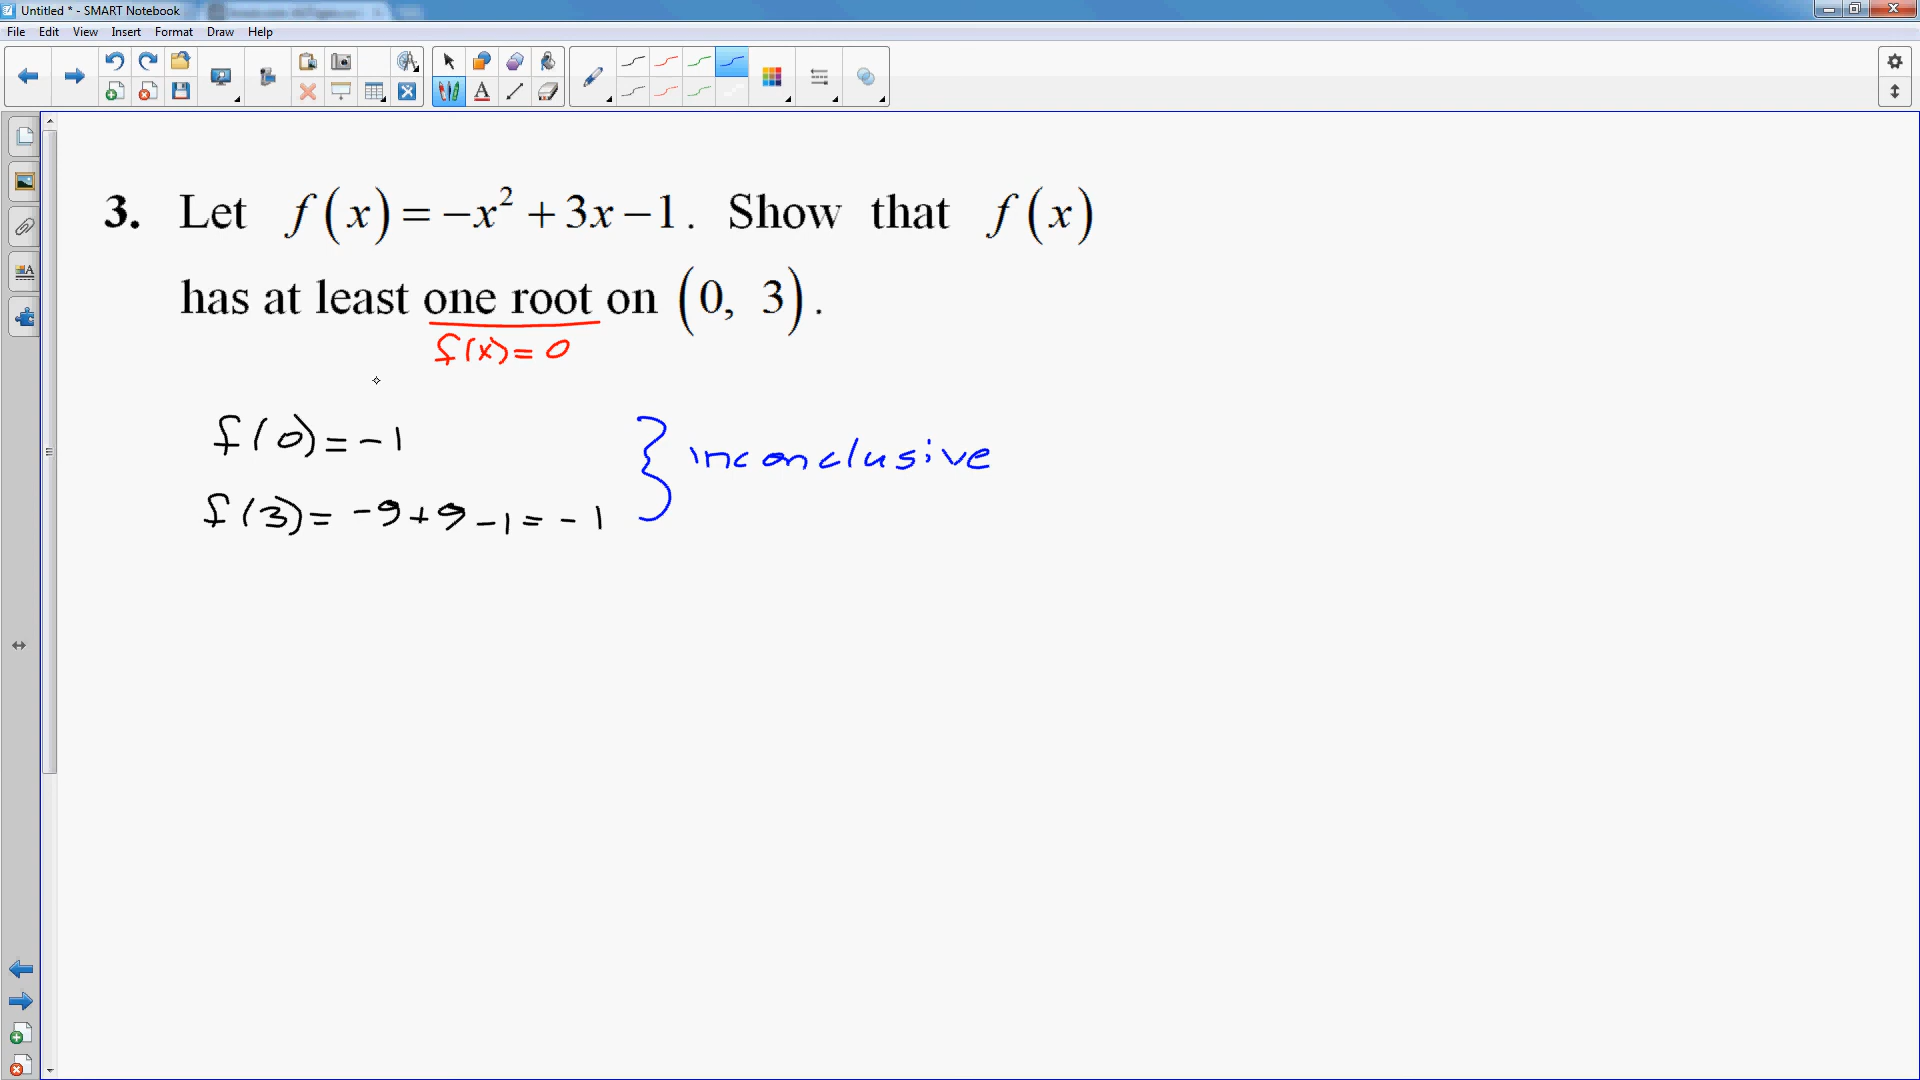 Untitled * - SMART Notebook
File Edit View Insert Format Draw Help
3. Let f(x) = −x² + 3x − 1. Show that f(x)
has at least one root on (0, 3).
f(x) = 0
f(0) = -1
f(3) = -9+9-1 = -1
inconclusive